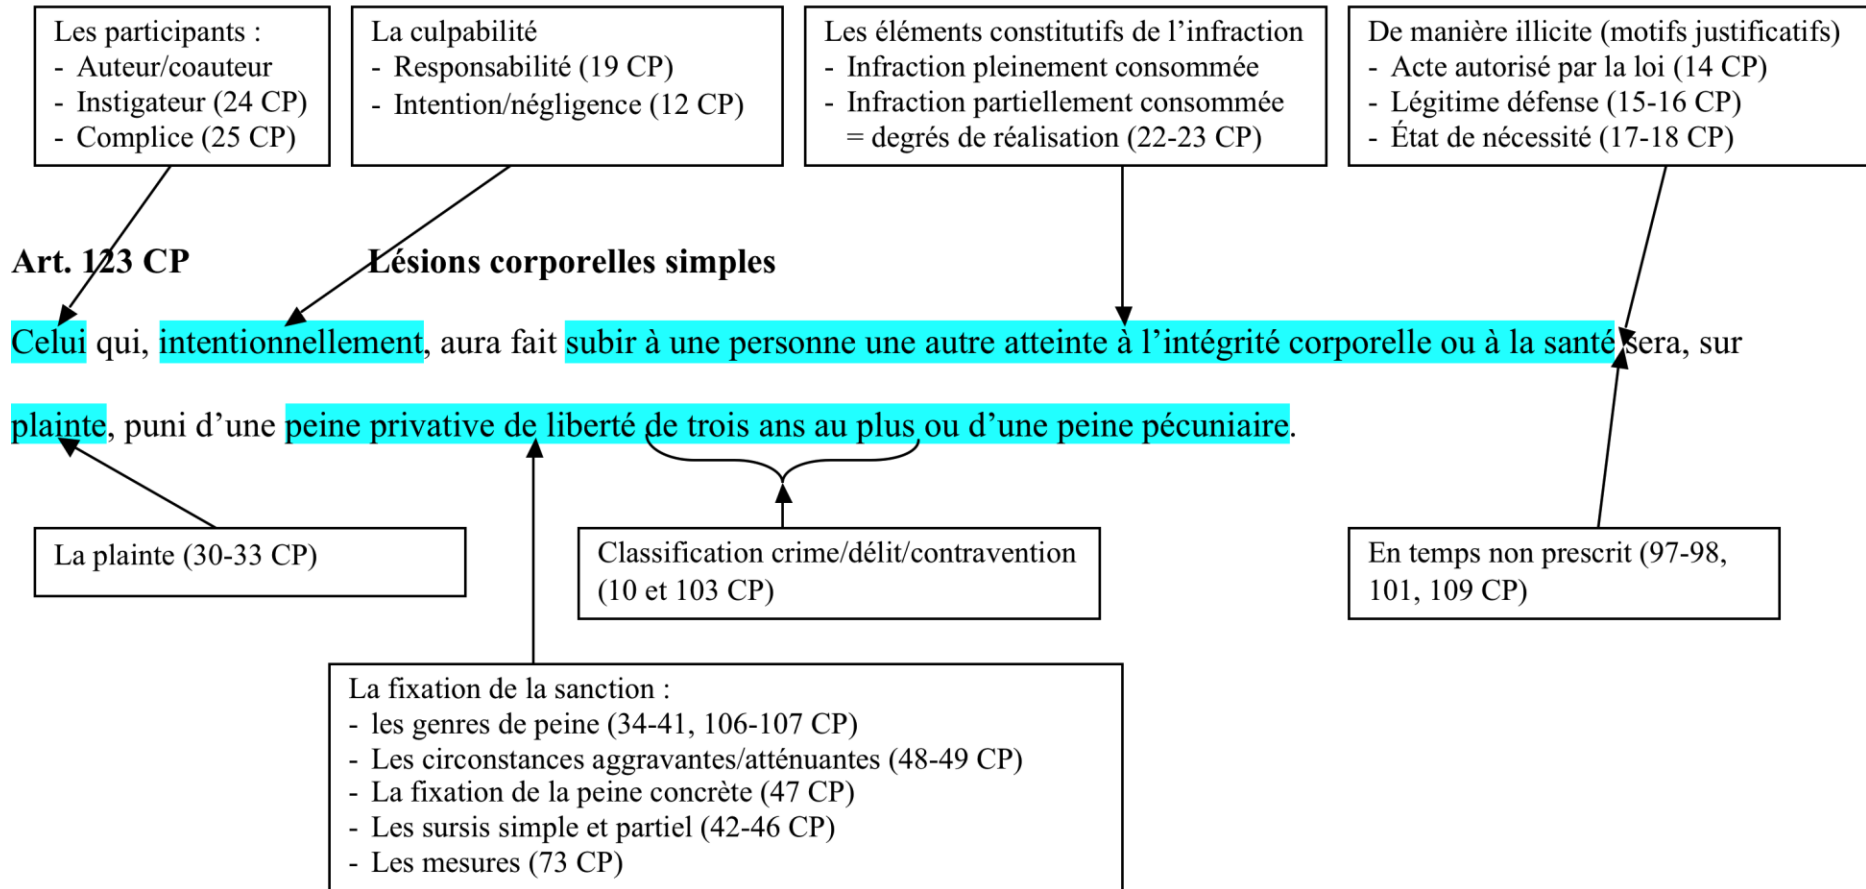 Les participants :
- Auteur/coauteur
- Instigateur (24 CP)
- Complice (25 CP)
La culpabilité
- Responsabilité (19 CP)
- Intention/négligence (12 CP)
Les éléments constitutifs de l’infraction
- Infraction pleinement consommée
- Infraction partiellement consommée
= degrés de réalisation (22-23 CP)
De manière illicite (motifs justificatifs)
- Acte autorisé par la loi (14 CP)
- Légitime défense (15-16 CP)
- État de nécessité (17-18 CP)
Art. 123 CP Lésions corporelles simples
Celui qui, intentionnellement, aura fait subir à une personne une autre atteinte à l’intégrité corporelle ou à la santé sera, sur
plainte, puni d’une peine privative de liberté de trois ans au plus ou d’une peine pécuniaire.
La plainte (30-33 CP)
Classification crime/délit/contravention
(10 et 103 CP)
En temps non prescrit (97-98,
101, 109 CP)
La fixation de la sanction :
- les genres de peine (34-41, 106-107 CP)
- Les circonstances aggravantes/atténuantes (48-49 CP)
- La fixation de la peine concrète (47 CP)
- Les sursis simple et partiel (42-46 CP)
- Les mesures (73 CP)